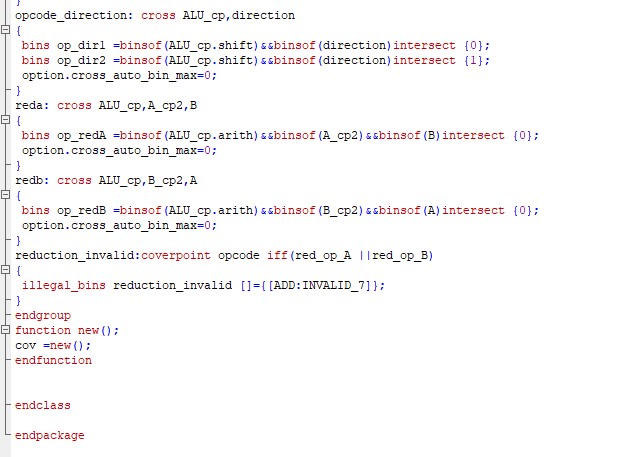 }
opcode_direction: cross ALU_cp,direction
{
bins op_dir1 =binsof(ALU_cp.shift)&&binsof(direction)intersect {0};
bins op_dir2 =binsof(ALU_cp.shift)&&binsof(direction)intersect {1};
option.cross_auto_bin_max=0;
}
reda: cross ALU_cp,A_cp2,B
{
bins op_redA =binsof(ALU_cp.arith)&&binsof(A_cp2)&&binsof(B)intersect {0};
option.cross_auto_bin_max=0;
}
redb: cross ALU_cp,B_cp2,A
{
bins op_redB =binsof(ALU_cp.arith)&&binsof(B_cp2)&&binsof(A)intersect {0};
option.cross_auto_bin_max=0;
}
reduction_invalid:coverpoint opcode iff(red_op_A ||red_op_B)
{
illegal_bins reduction_invalid []={[ADD:INVALID_7]};
}
endgroup
function new();
cov =new();
endfunction
endclass
endpackage